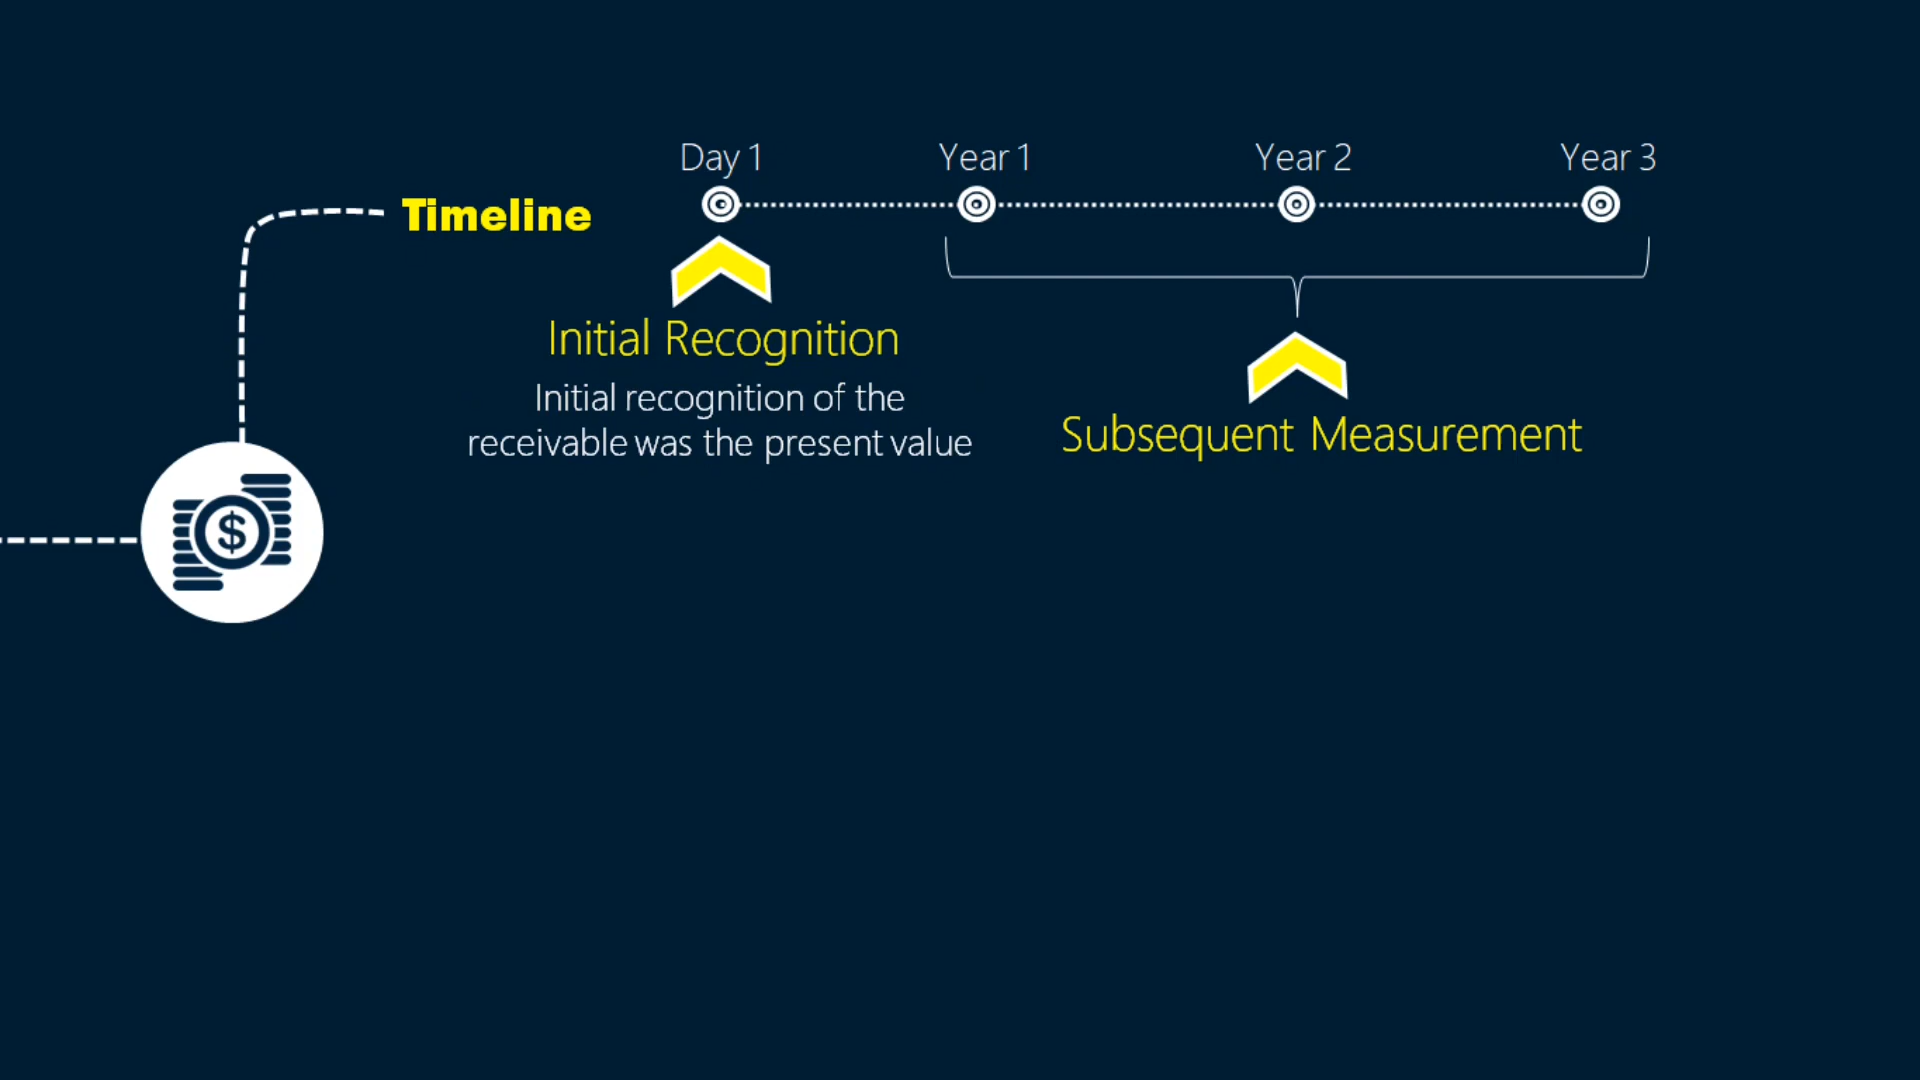 Day 1
Year 1
Year 2
Year 3
Timeline
Initial Recognition
Initial recognition of the
receivable was the present value
Subsequent Measurement
$